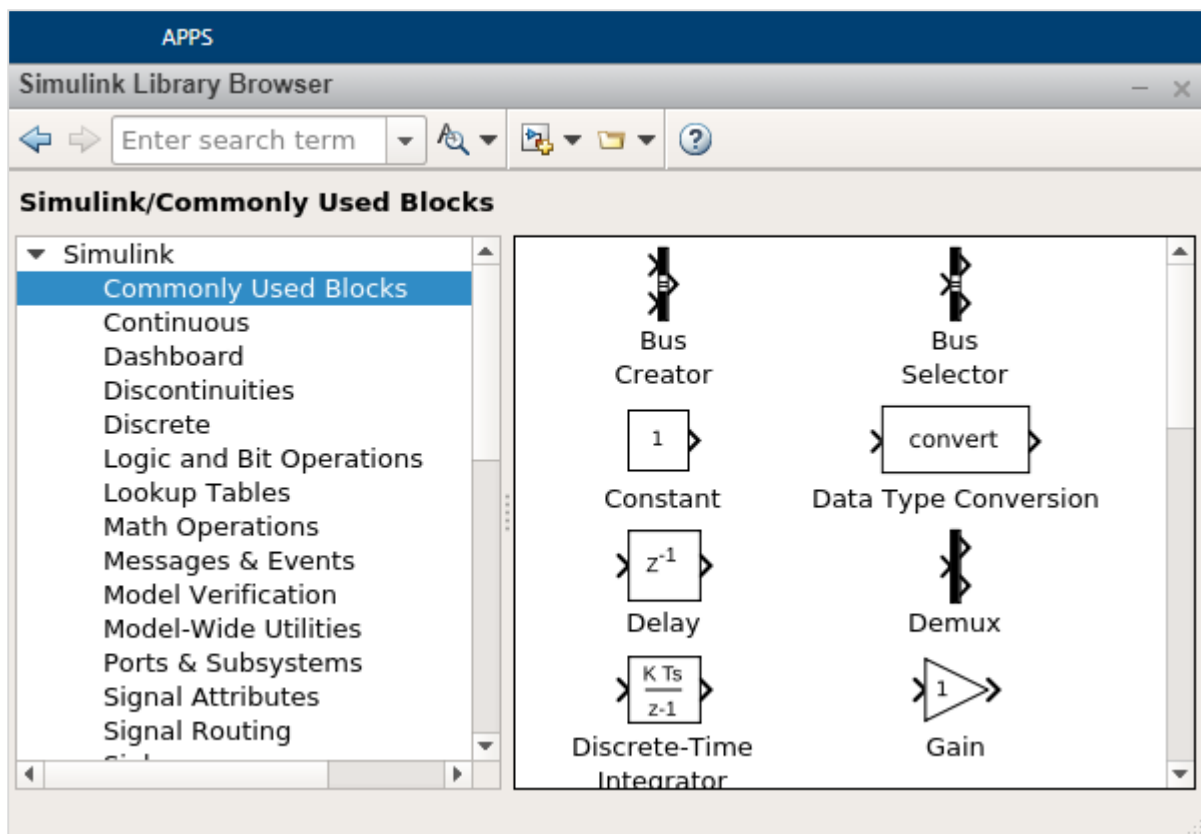 APPS
Simulink Library Browser
Enter search term
Simulink/Commonly Used Blocks
Simulink
Commonly Used Blocks
Continuous
Dashboard
Discontinuities
Discrete
Logic and Bit Operations
Lookup Tables
Math Operations
Messages & Events
Model Verification
Model-Wide Utilities
Ports & Subsystems
Signal Attributes
Signal Routing
Bus
Creator
Bus
Selector
1
Constant
convert
Data Type Conversion
z-1
Delay
Demux
K Ts
z-1
Discrete-Time
Integrator
1
Gain